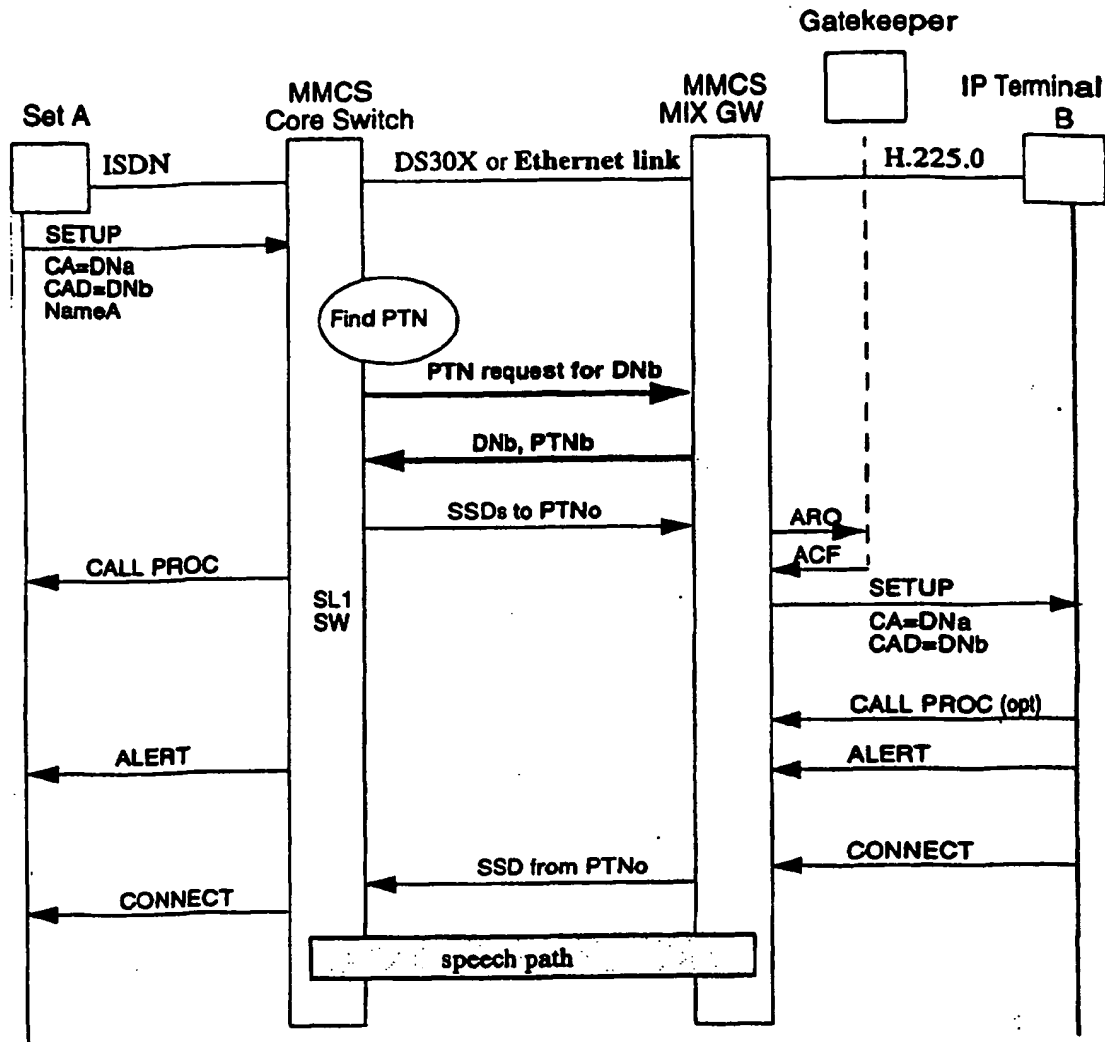 Gatekeeper
Set A
MMCS
Core Switch
MMCS
MIX GW
IP Terminal
B
ISDN
DS30X or Ethernet link
H.225.0
SETUP
CA=DNa
CAD=DNb
NameA
Find PTN
PTN request for DNb
DNb, PTNb
SSDs to PTNo
ARQ
ACF
CALL PROC
SL1
SW
SETUP
CA=DNa
CAD=DNb
CALL PROC (opt)
ALERT
ALERT
CONNECT
SSD from PTNo
CONNECT
speech path